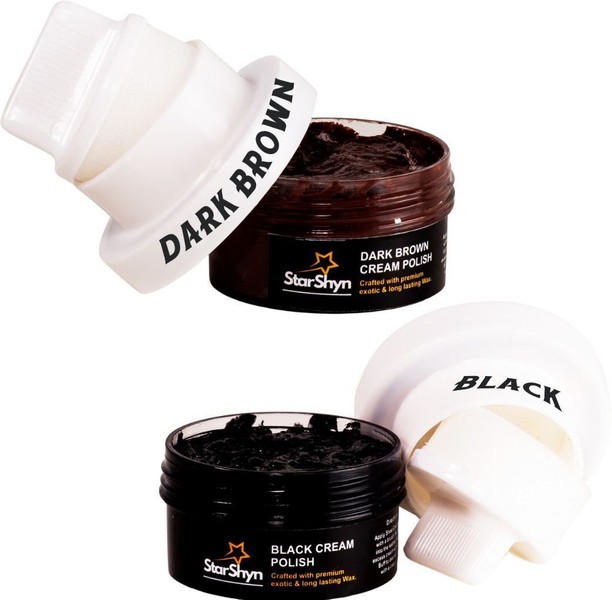 DARK BROWN
StarShyn
DARK BROWN
CREAM POLISH
Crafted with premium
exotic & long lasting Wax.
BLACK
StarShyn
BLACK CREAM
POLISH
Crafted with premium
exotic & long lasting Wax.